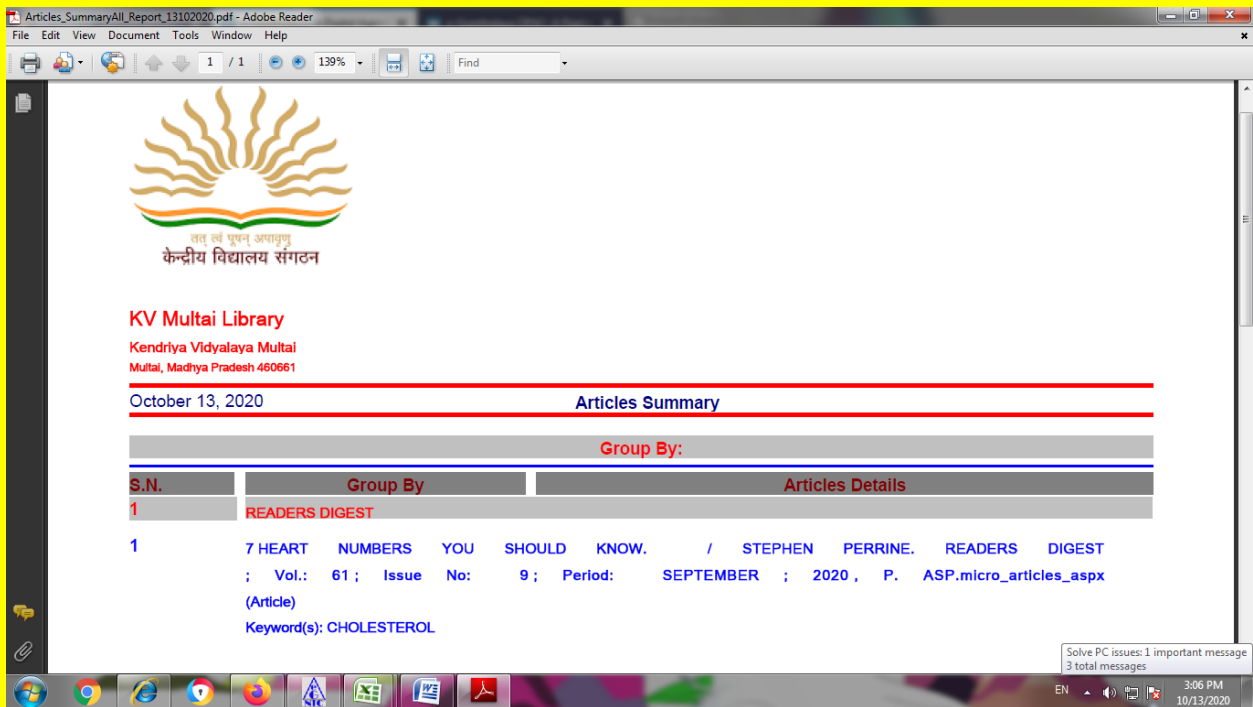 Articles_SummaryAll_Report_13102020.pdf - Adobe Reader
File Edit View Document Tools Window Help
1 / 1 139% Find
तत् त्वं पूषन् अपावृणु
केन्द्रीय विद्यालय संगठन
KV Multai Library
Kendriya Vidyalaya Multai
Multai, Madhya Pradesh 460661
October 13, 2020 Articles Summary
Group By:
S.N. Group By Articles Details
1 READERS DIGEST
1 7 HEART NUMBERS YOU SHOULD KNOW. / STEPHEN PERRINE. READERS DIGEST
; Vol.: 61 ; Issue No: 9 ; Period: SEPTEMBER ; 2020 , P. ASP.micro_articles_aspx
(Article)
Keyword(s): CHOLESTEROL
Solve PC issues: 1 important message
3 total messages
EN 3:06 PM
10/13/2020